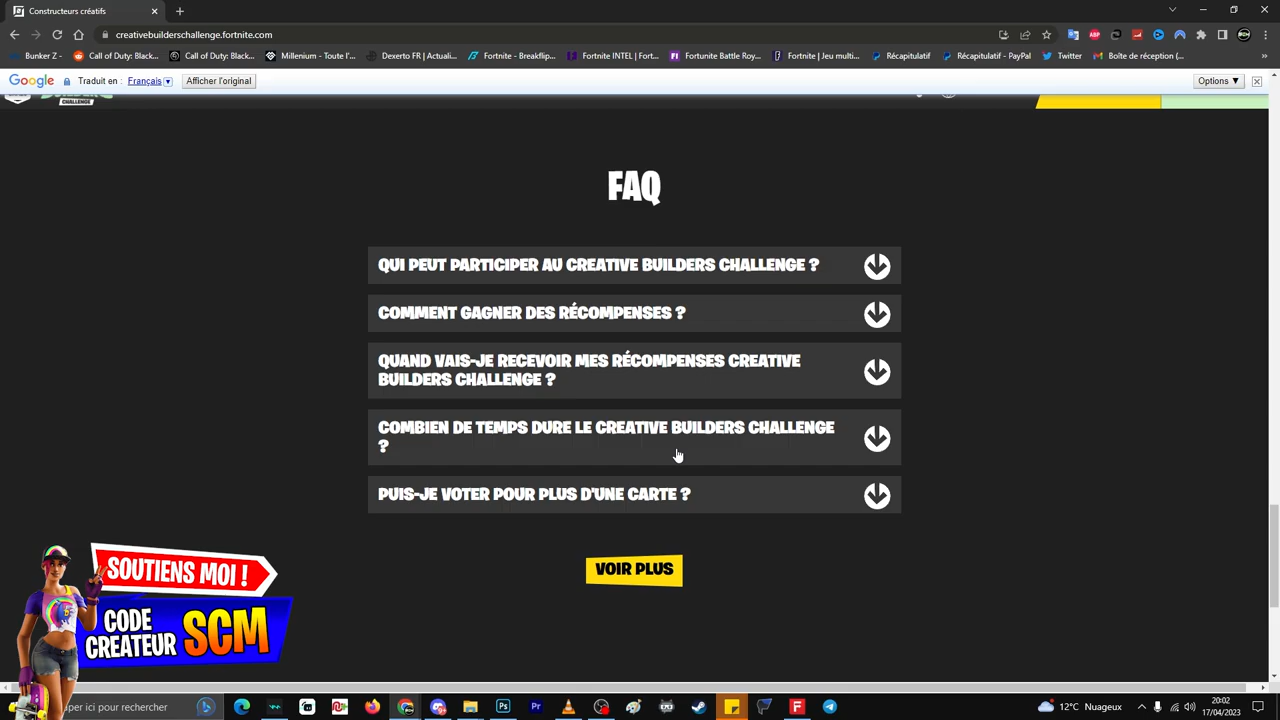 Constructeurs créatifs
creativebuilderschallenge.fortnite.com
Bunker Z -
Call of Duty: Black...
Call of Duty: Black...
Millenium - Toute l'...
Dexerto FR | Actuali...
Fortnite - Breakflip...
Fortnite INTEL | Fort...
Fortunite Battle Roy...
Fortnite | Jeu multi...
Récapitulatif
Récapitulatif - PayPal
Twitter
Boîte de réception (...
Google
Traduit en :
Français
Afficher l'original
Options ▼
CHALLENGE
FAQ
QUI PEUT PARTICIPER AU CREATIVE BUILDERS CHALLENGE ?
COMMENT GAGNER DES RÉCOMPENSES ?
QUAND VAIS-JE RECEVOIR MES RÉCOMPENSES CREATIVE
BUILDERS CHALLENGE ?
COMBIEN DE TEMPS DURE LE CREATIVE BUILDERS CHALLENGE
?
PUIS-JE VOTER POUR PLUS D'UNE CARTE ?
VOIR PLUS
SOUTIENS MOI !
CODE
CREATEUR
SCM
aper ici pour rechercher
12°C Nuageux
20:02
17/04/2023